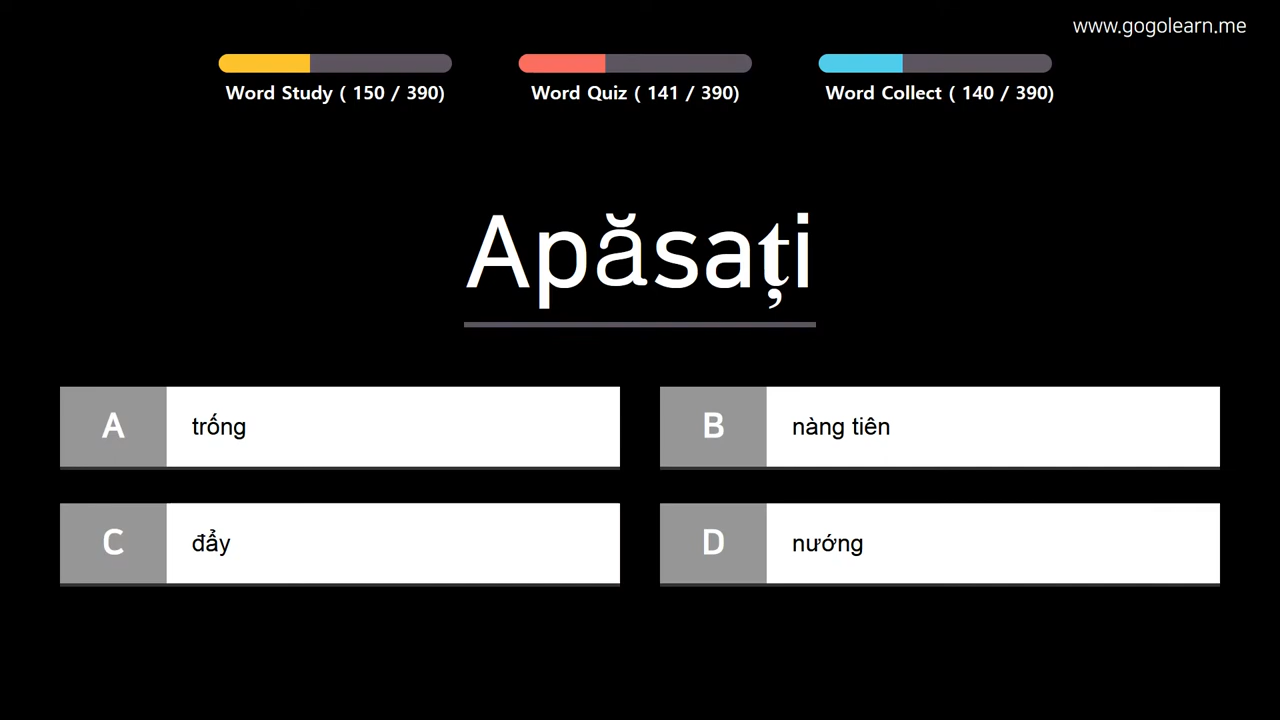 www.gogolearn.me
Word Study ( 150 / 390)
Word Quiz ( 141 / 390)
Word Collect ( 140 / 390)
Apăsați
A trống
B nàng tiên
C đẩy
D nướng